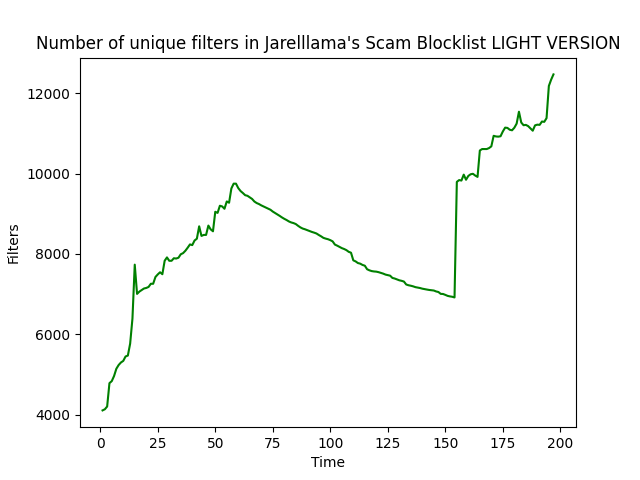 Number of unique filters in Jarelllama's Scam Blocklist LIGHT VERSION
Filters
12000
10000
8000
6000
4000
0 25 50 75 100 125 150 175 200
Time